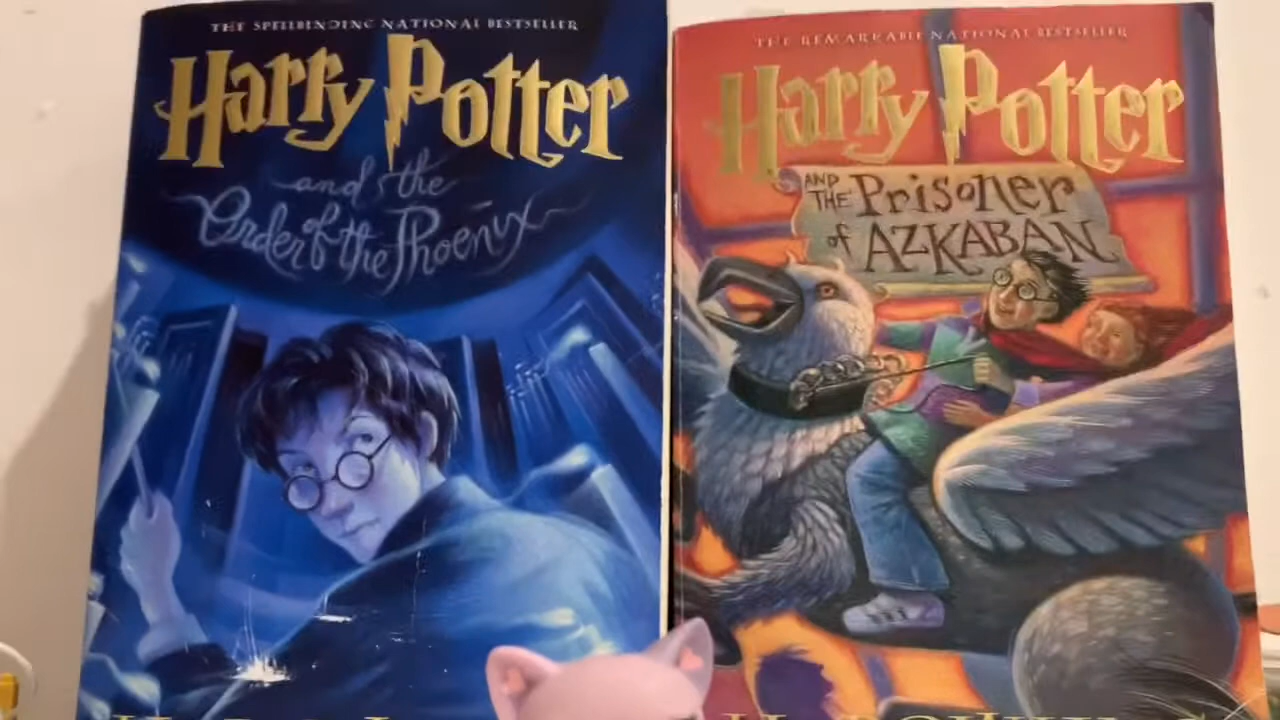 THE SPELLBINDING NATIONAL BESTSELLER
Harry Potter
and the
Order of the Phoenix
THE REMARKABLE NATIONAL BESTSELLER
Harry Potter
AND
THE Prisoner
of AZKABAN